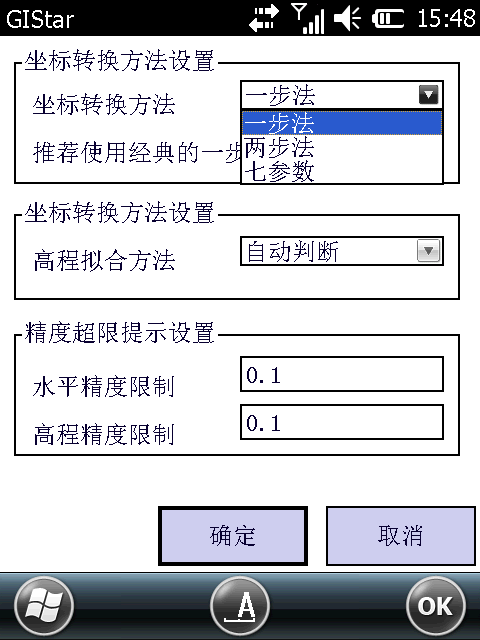 GIStar 15:48
坐标转换方法设置
坐标转换方法 一步法
一步法
推荐使用经典的一步 两步法
七参数
坐标转换方法设置
高程拟合方法 自动判断
精度超限提示设置
水平精度限制 0.1
高程精度限制 0.1
确定 取消
A OK